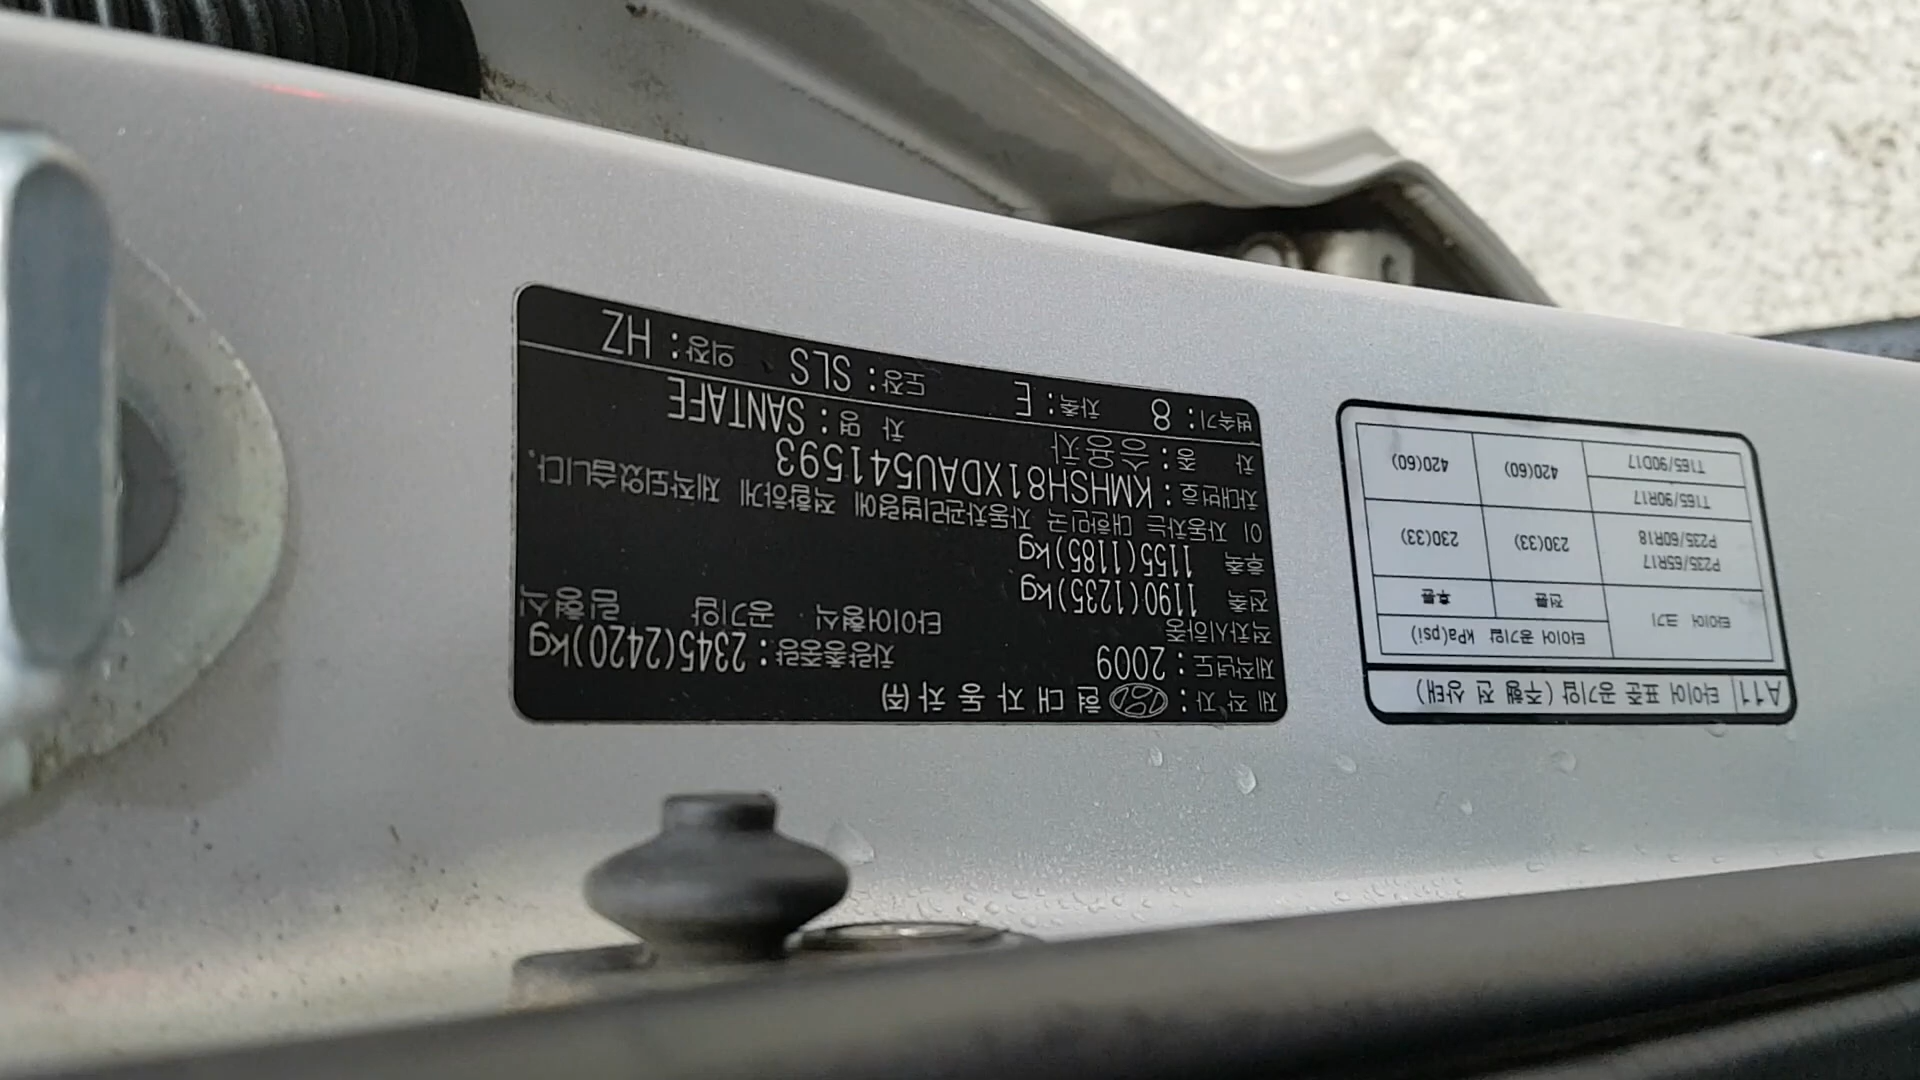 제 작 자 : 현 대 자 동 차 (주)
제작년도 : 2009 차량총중량 : 2345(2420)kg
적차시하중 타이어형식 공기압 림형식
전축 1190(1235)kg
후축 1155(1185)kg
이 자동차는 대한민국 자동차관리법령에 적합하게 제작되었습니다.
차대번호 : KMHSH81XDAU541593
차 종 : 승용차 차 명 : SANTAFE
변속기 : 8 차축 : E 도장 : SLS 의장 : HZ
A11 타이어 표준 공기압 (주행 전 상태)
타이어 크기 타이어 공기압 kPa(psi)
전륜 후륜
P235/65R17
P235/60R18 230(33) 230(33)
T165/90R17 420(60) 420(60)
T165/90D17